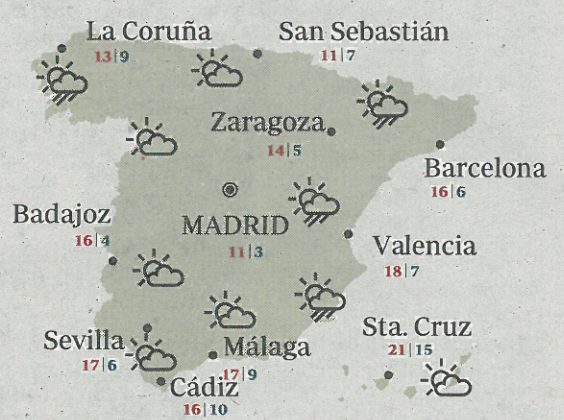 La Coruña
13|9
San Sebastián
11|7
Zaragoza
14|5
Barcelona
16|6
Badajoz
16|4
MADRID
11|3
Valencia
18|7
Sevilla
17|6
Málaga
17|9
Sta. Cruz
21|15
Cádiz
16|10